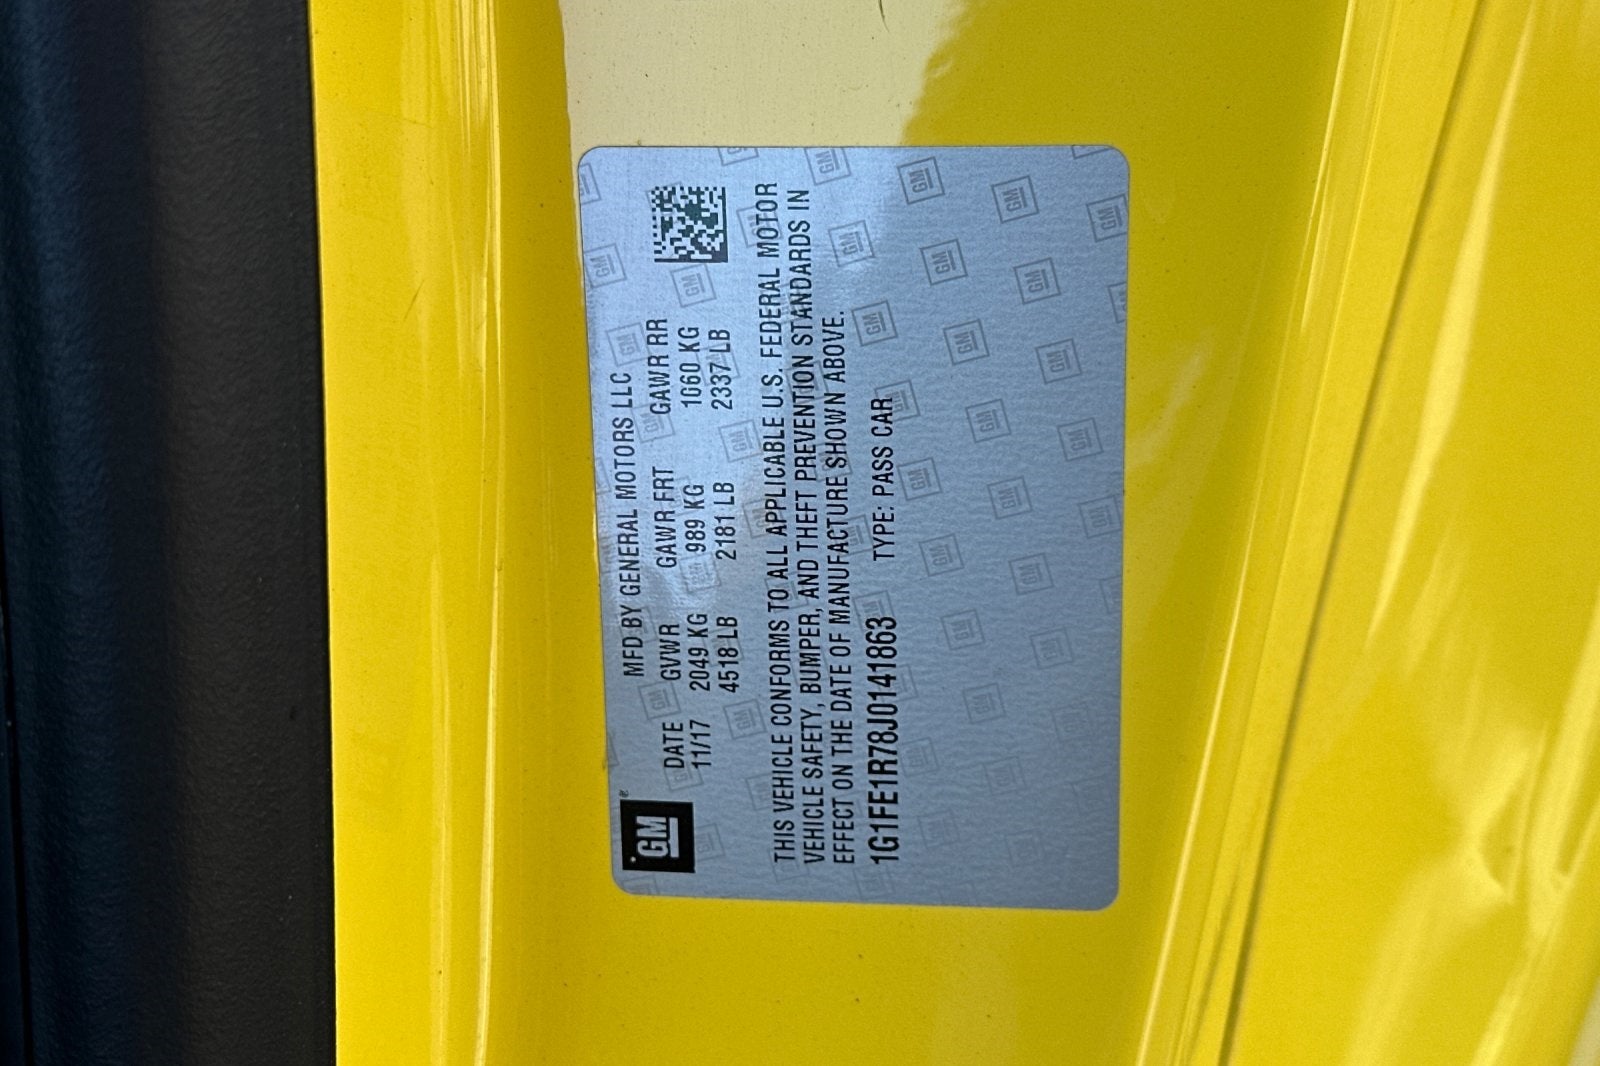 GM
MFD BY GENERAL MOTORS LLC
DATE GVWR GAWR FRT GAWR RR
11/17 2049 KG 989 KG 1060 KG
4518 LB 2181 LB 2337 LB
THIS VEHICLE CONFORMS TO ALL APPLICABLE U.S. FEDERAL MOTOR
VEHICLE SAFETY, BUMPER, AND THEFT PREVENTION STANDARDS IN
EFFECT ON THE DATE OF MANUFACTURE SHOWN ABOVE.
1G1FE1R78J0141863 TYPE: PASS CAR